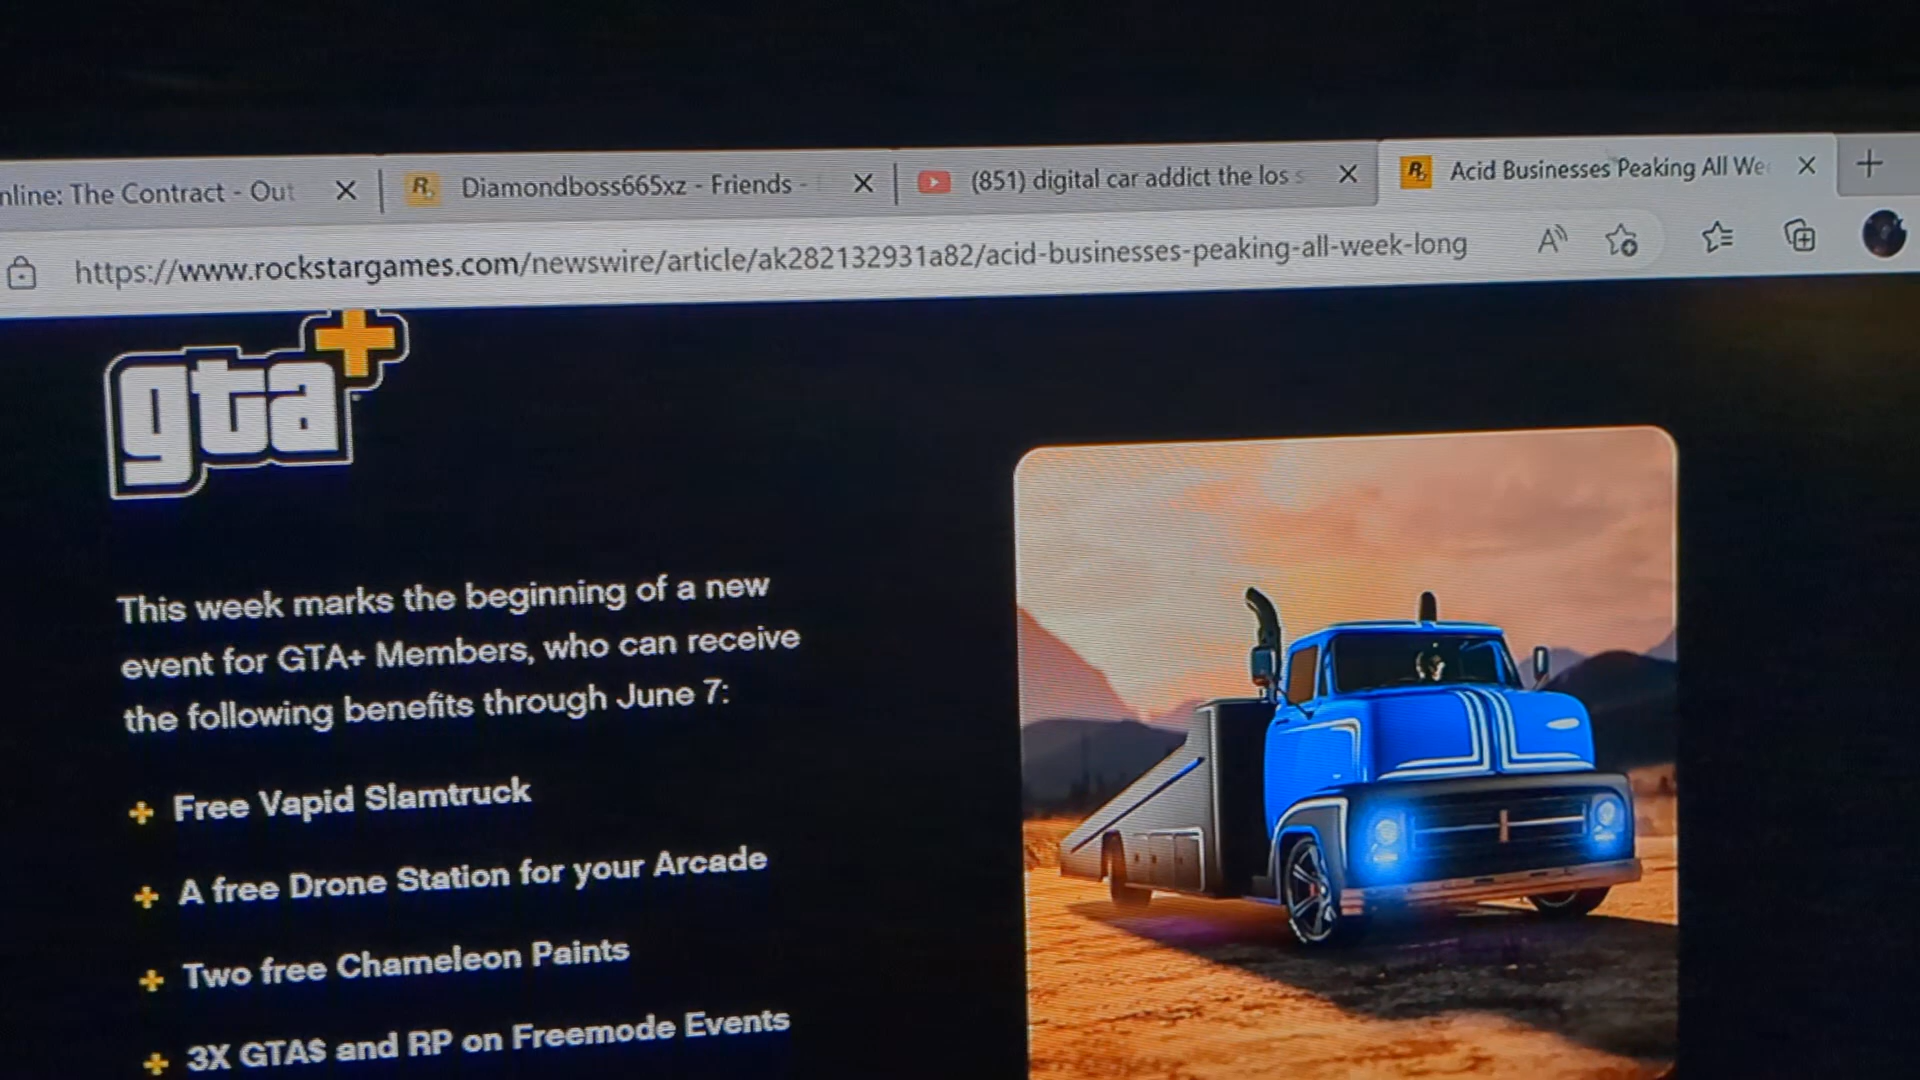 nline: The Contract - Out
Diamondboss665xz - Friends -
(851) digital car addict the los s
Acid Businesses Peaking All We
https://www.rockstargames.com/newswire/article/ak282132931a82/acid-businesses-peaking-all-week-long
gta+
This week marks the beginning of a new
event for GTA+ Members, who can receive
the following benefits through June 7:
+ Free Vapid Slamtruck
+ A free Drone Station for your Arcade
+ Two free Chameleon Paints
+ 3X GTA$ and RP on Freemode Events